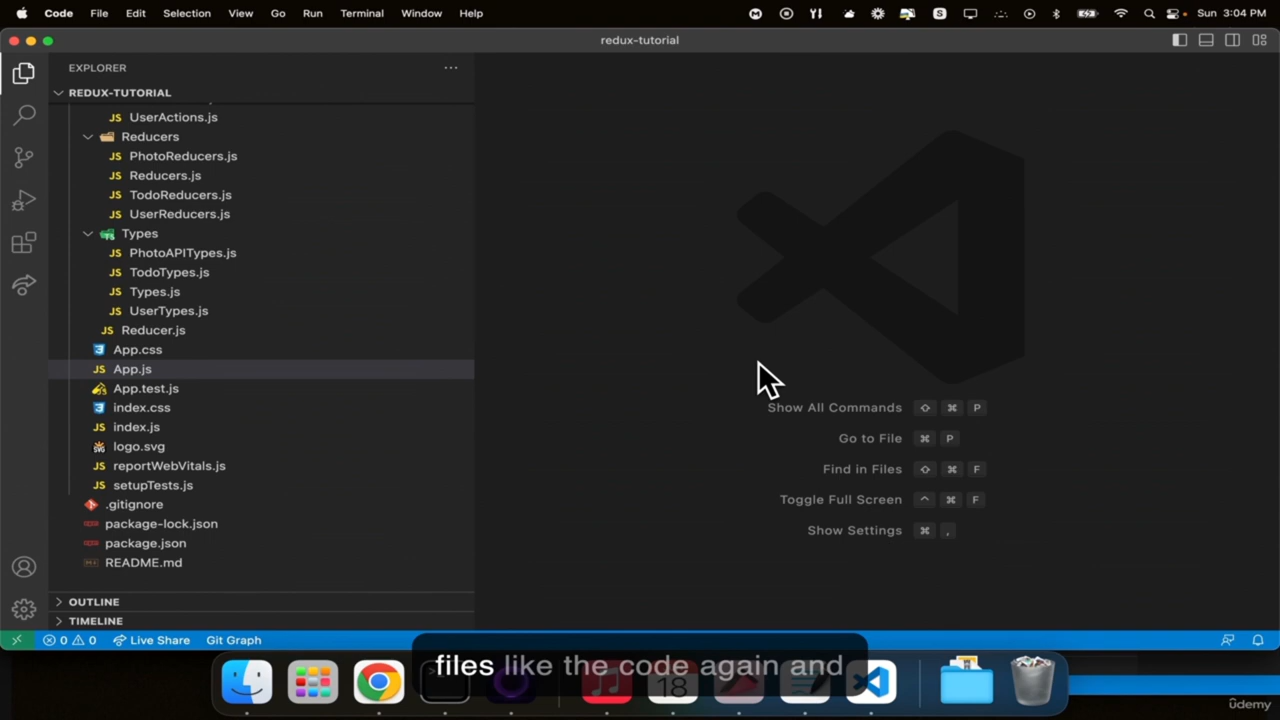 Code File Edit Selection View Go Run Terminal Window Help Sun 3:04 PM
redux-tutorial
EXPLORER
REDUX-TUTORIAL
UserActions.js
Reducers
PhotoReducers.js
Reducers.js
TodoReducers.js
UserReducers.js
Types
PhotoAPITypes.js
TodoTypes.js
Types.js
UserTypes.js
Reducer.js
App.css
App.js
App.test.js
index.css
index.js
logo.svg
reportWebVitals.js
setupTests.js
.gitignore
package-lock.json
package.json
README.md
OUTLINE
TIMELINE
Show All Commands ⇧ ⌘ P
Go to File ⌘ P
Find in Files ⇧ ⌘ F
Toggle Full Screen ^ ⌘ F
Show Settings ⌘ ,
0 0 Live Share Git Graph
files like the code again and
18
udemy